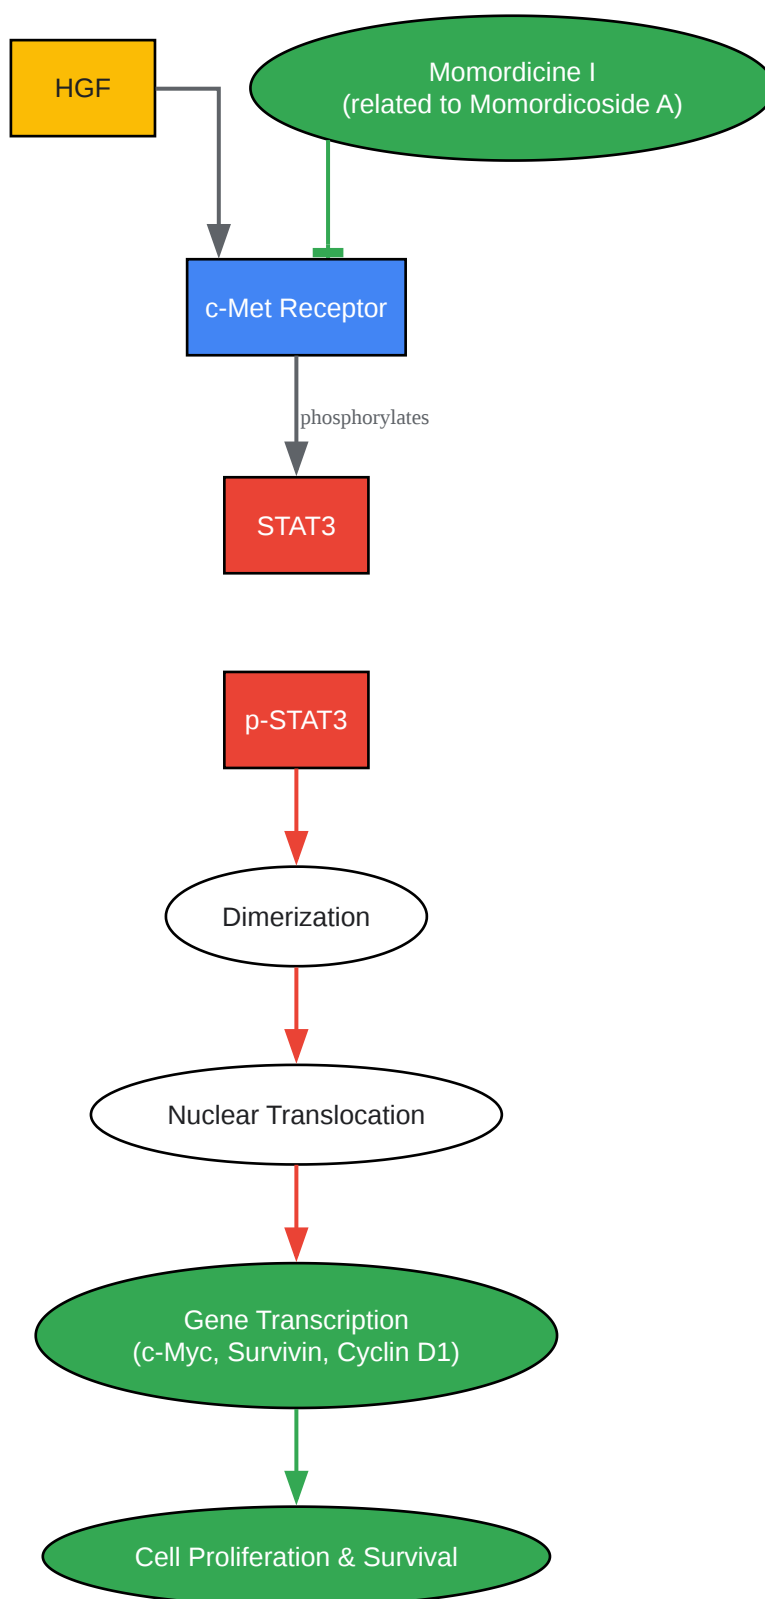 HGF
Momordicine I
(related to Momordicoside A)
c-Met Receptor
phosphorylates
STAT3
p-STAT3
Dimerization
Nuclear Translocation
Gene Transcription
(c-Myc, Survivin, Cyclin D1)
Cell Proliferation & Survival